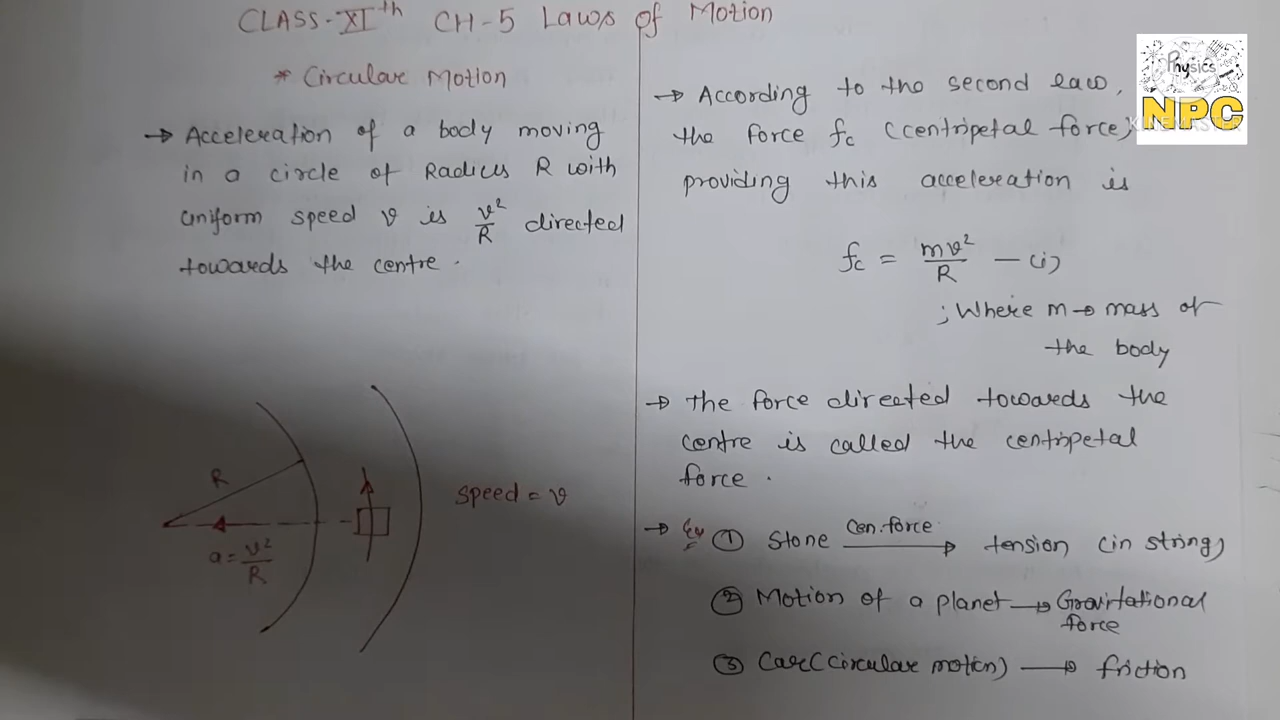 CLASS-XIth CH-5 Laws of Motion
* Circular Motion
→ Acceleration of a body moving
in a circle of Radius R with
uniform speed v is v²/R directed
towards the centre.
R
a = v²/R
speed = v
→ According to the second law,
the force fc (centripetal force)
providing this acceleration is
fc = mv²/R — (i)
; Where m → mass of
the body
→ the force directed towards the
centre is called the centripetal
force.
→ Ex ① Stone cen. force → tension (in string)
② Motion of a planet → Gravitational
force
③ Car (circular motion) → friction
Physics
NPC